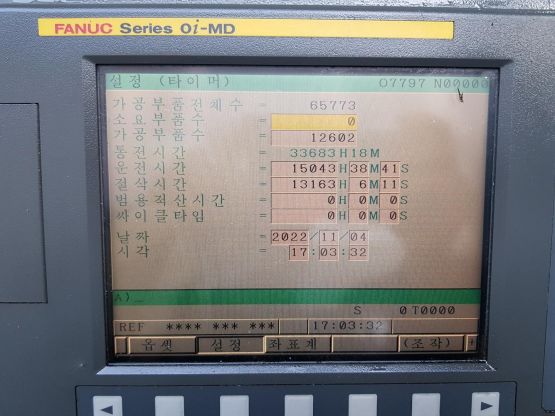 FANUC Series 0i-MD
설정 (타이머) O7797 N00000
가공부품전체수 = 65773
소요부품수 = 0
가공부품수 = 12602
통전시간 = 33683H18M
운전시간 = 15043H38M41S
절삭시간 = 13163H 6M11S
범용적산시간 = 0H 0M 0S
싸이클타임 = 0H 0M 0S
날짜 = 2022/11/04
시각 = 17:03:32
A)_
S 0T0000
REF **** *** *** 17:03:32
옵셋 설정 좌표계 (조작) +